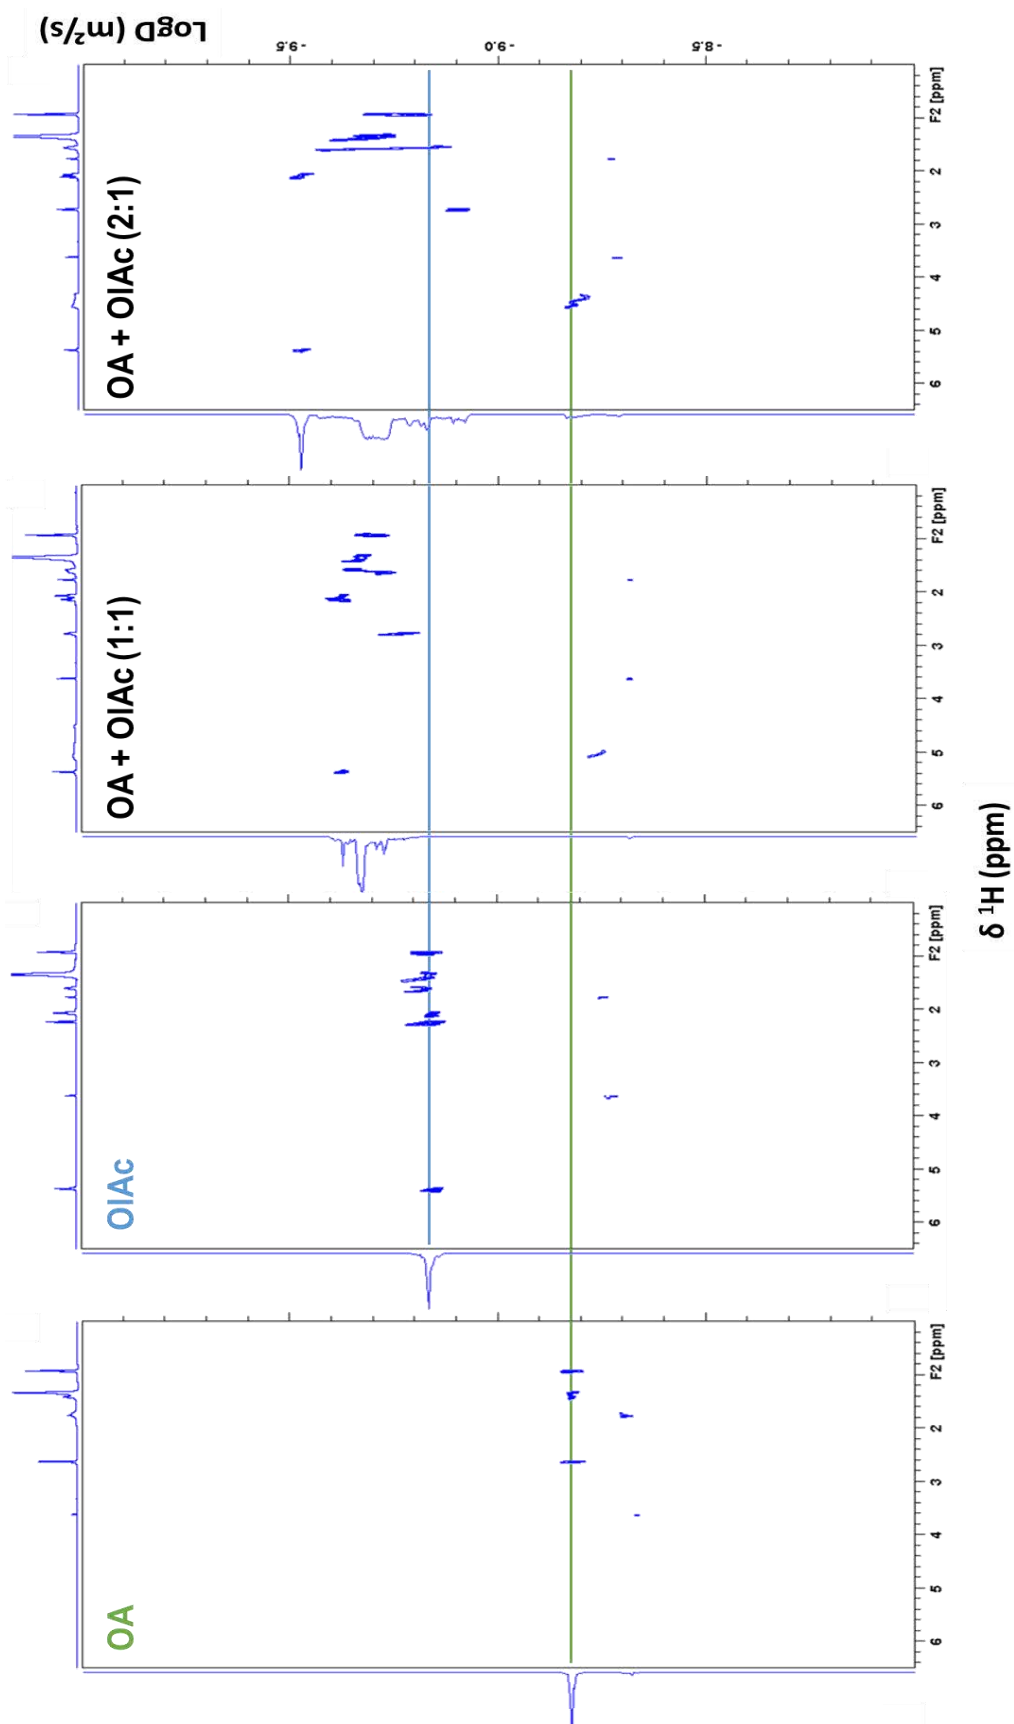 LogD (m²/s)
-9.5
-9.0
-8.5
OA
6 5 4 3 2 F2 [ppm]
OlAc
6 5 4 3 2 F2 [ppm]
OA + OlAc (1:1)
6 5 4 3 2 F2 [ppm]
OA + OlAc (2:1)
6 5 4 3 2 F2 [ppm]
δ ¹H (ppm)